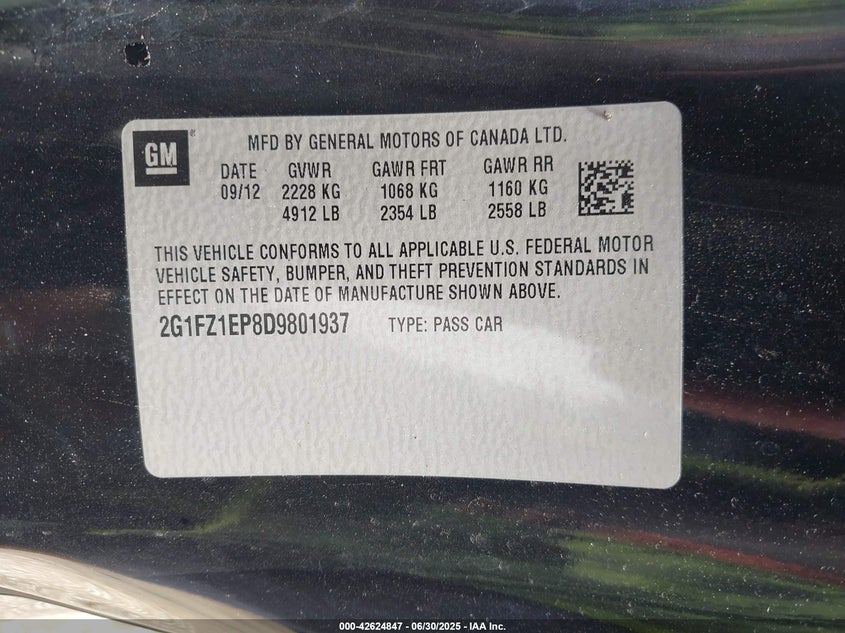 GM
MFD BY GENERAL MOTORS OF CANADA LTD.
DATE GVWR GAWR FRT GAWR RR
09/12 2228 KG 1068 KG 1160 KG
4912 LB 2354 LB 2558 LB
THIS VEHICLE CONFORMS TO ALL APPLICABLE U.S. FEDERAL MOTOR
VEHICLE SAFETY, BUMPER, AND THEFT PREVENTION STANDARDS IN
EFFECT ON THE DATE OF MANUFACTURE SHOWN ABOVE.
2G1FZ1EP8D9801937 TYPE: PASS CAR
000-42624847 - 06/30/2025 - IAA Inc.